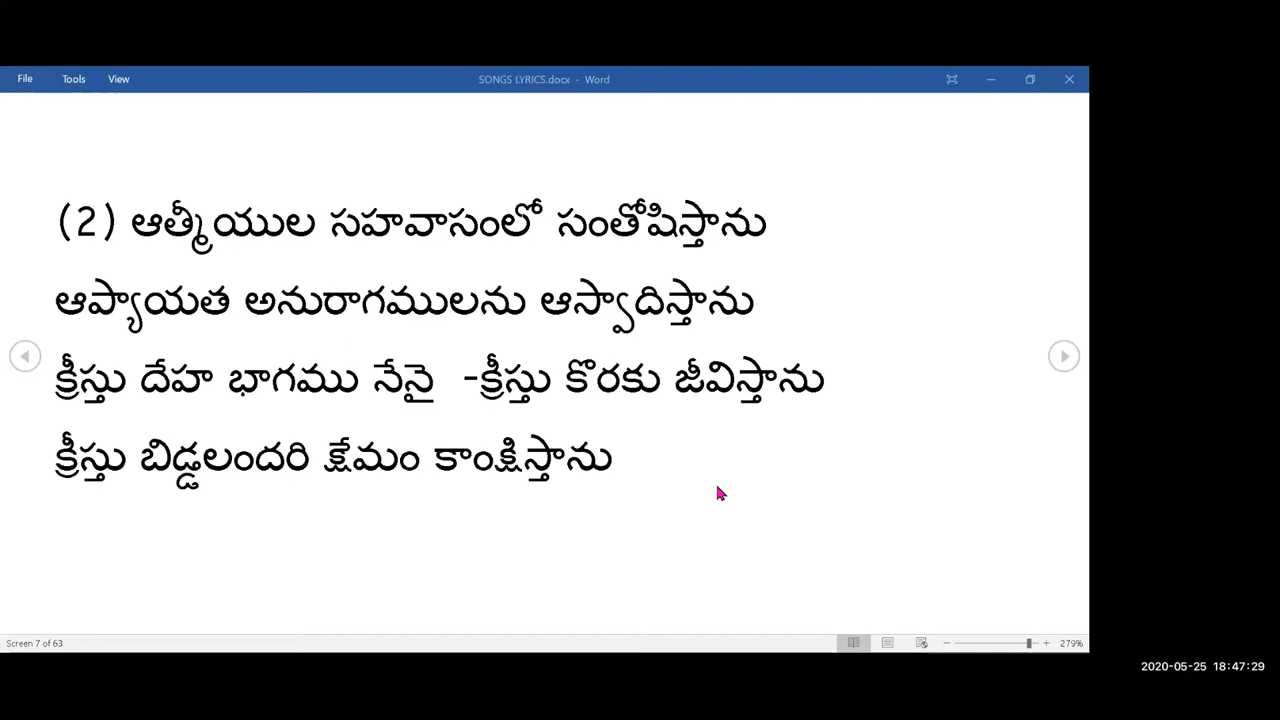 File Tools View SONGS LYRICS.docx - Word
(2) ఆత్మీయుల సహవాసంలో సంతోషిస్తాను
ఆప్యాయత అనురాగములను ఆస్వాదిస్తాను
క్రీస్తు దేహ భాగము నేనై -క్రీస్తు కొరకు జీవిస్తాను
క్రీస్తు బిడ్డలందరి క్షేమం కాంక్షిస్తాను
Screen 7 of 63 279%
2020-05-25 18:47:29